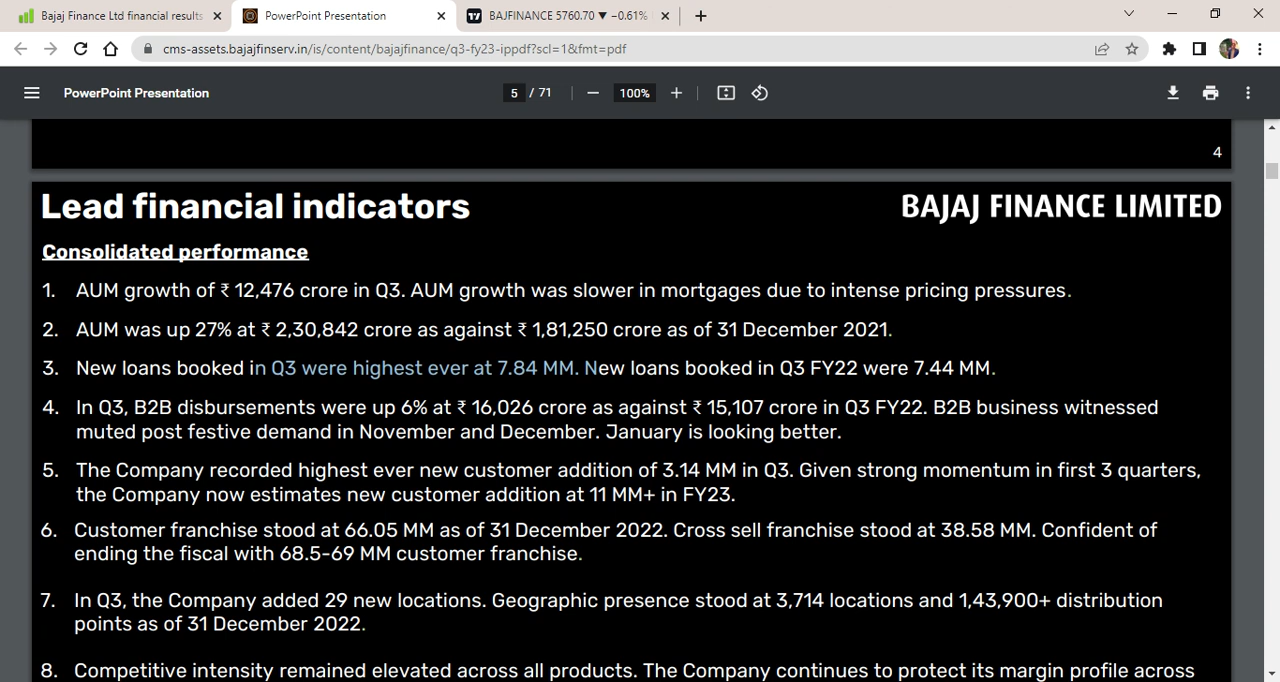 Bajaj Finance Ltd financial results
PowerPoint Presentation
BAJFINANCE 5760.70 ▼ −0.61%
cms-assets.bajajfinserv.in/is/content/bajajfinance/q3-fy23-ippdf?scl=1&fmt=pdf
PowerPoint Presentation
5 / 71
100%
4
Lead financial indicators
BAJAJ FINANCE LIMITED
Consolidated performance
1. AUM growth of ₹ 12,476 crore in Q3. AUM growth was slower in mortgages due to intense pricing pressures.
2. AUM was up 27% at ₹ 2,30,842 crore as against ₹ 1,81,250 crore as of 31 December 2021.
3. New loans booked in Q3 were highest ever at 7.84 MM. New loans booked in Q3 FY22 were 7.44 MM.
4. In Q3, B2B disbursements were up 6% at ₹ 16,026 crore as against ₹ 15,107 crore in Q3 FY22. B2B business witnessed
muted post festive demand in November and December. January is looking better.
5. The Company recorded highest ever new customer addition of 3.14 MM in Q3. Given strong momentum in first 3 quarters,
the Company now estimates new customer addition at 11 MM+ in FY23.
6. Customer franchise stood at 66.05 MM as of 31 December 2022. Cross sell franchise stood at 38.58 MM. Confident of
ending the fiscal with 68.5-69 MM customer franchise.
7. In Q3, the Company added 29 new locations. Geographic presence stood at 3,714 locations and 1,43,900+ distribution
points as of 31 December 2022.
8. Competitive intensity remained elevated across all products. The Company continues to protect its margin profile across